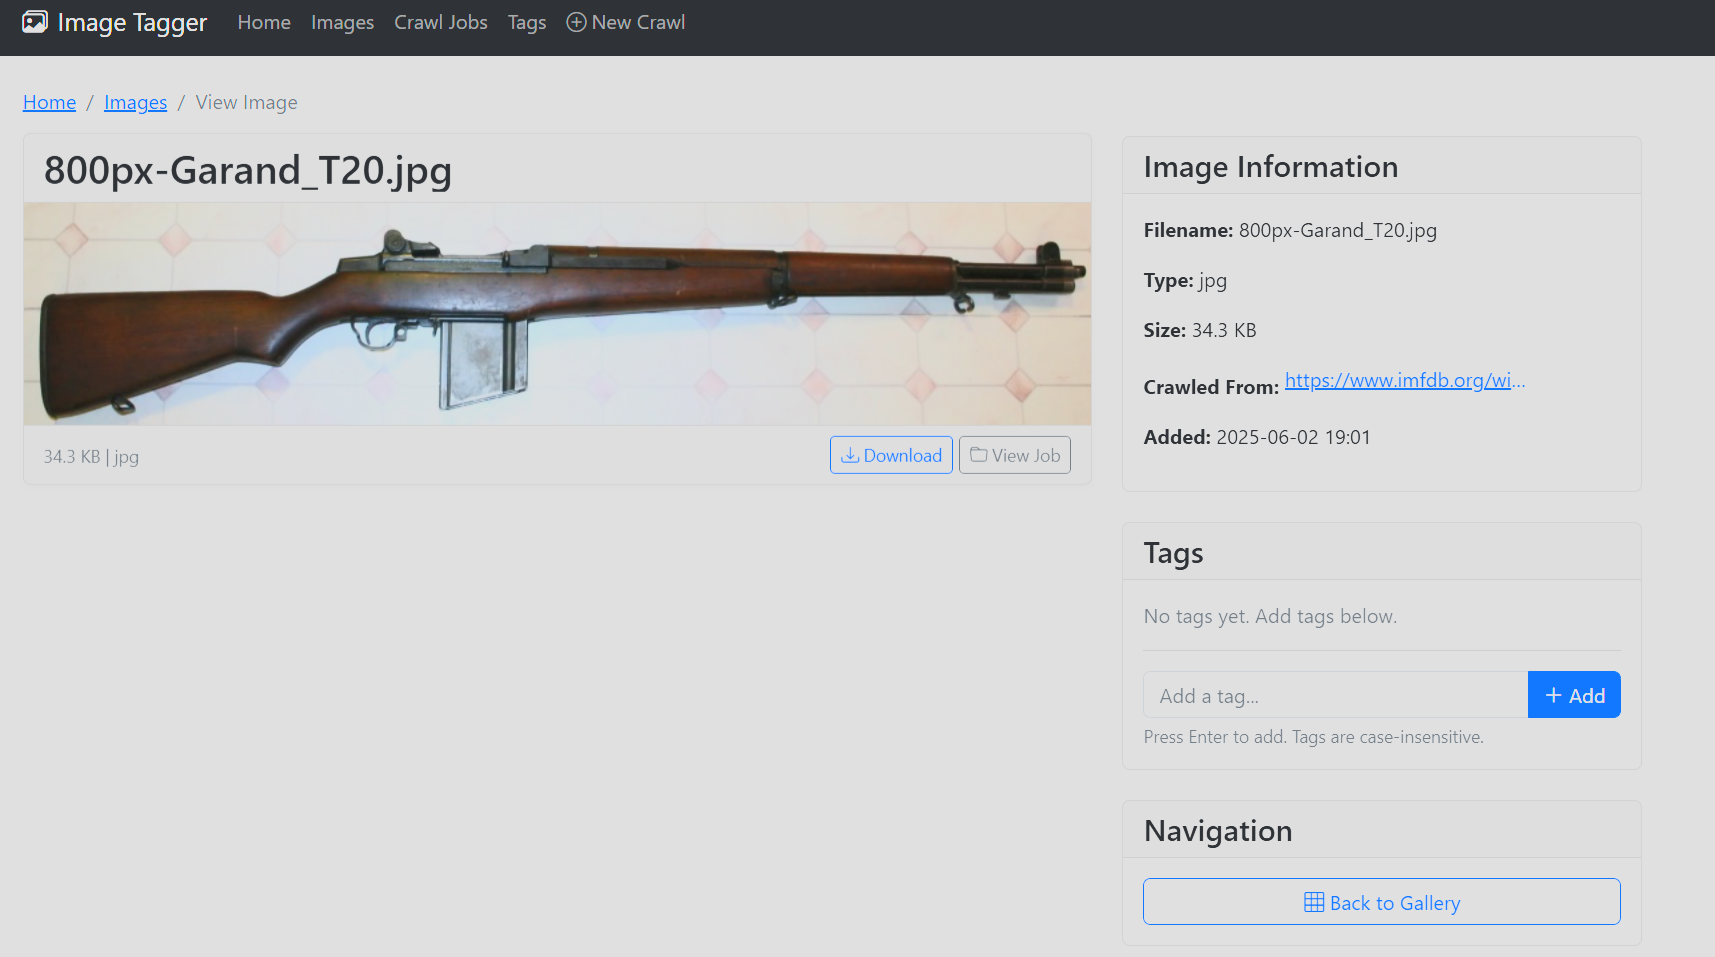 Image Tagger Home Images Crawl Jobs Tags New Crawl
Home / Images / View Image
800px-Garand_T20.jpg
34.3 KB | jpg
Download View Job
Image Information
Filename: 800px-Garand_T20.jpg
Type: jpg
Size: 34.3 KB
Crawled From: https://www.imfdb.org/wi...
Added: 2025-06-02 19:01
Tags
No tags yet. Add tags below.
Add a tag... + Add
Press Enter to add. Tags are case-insensitive.
Navigation
Back to Gallery